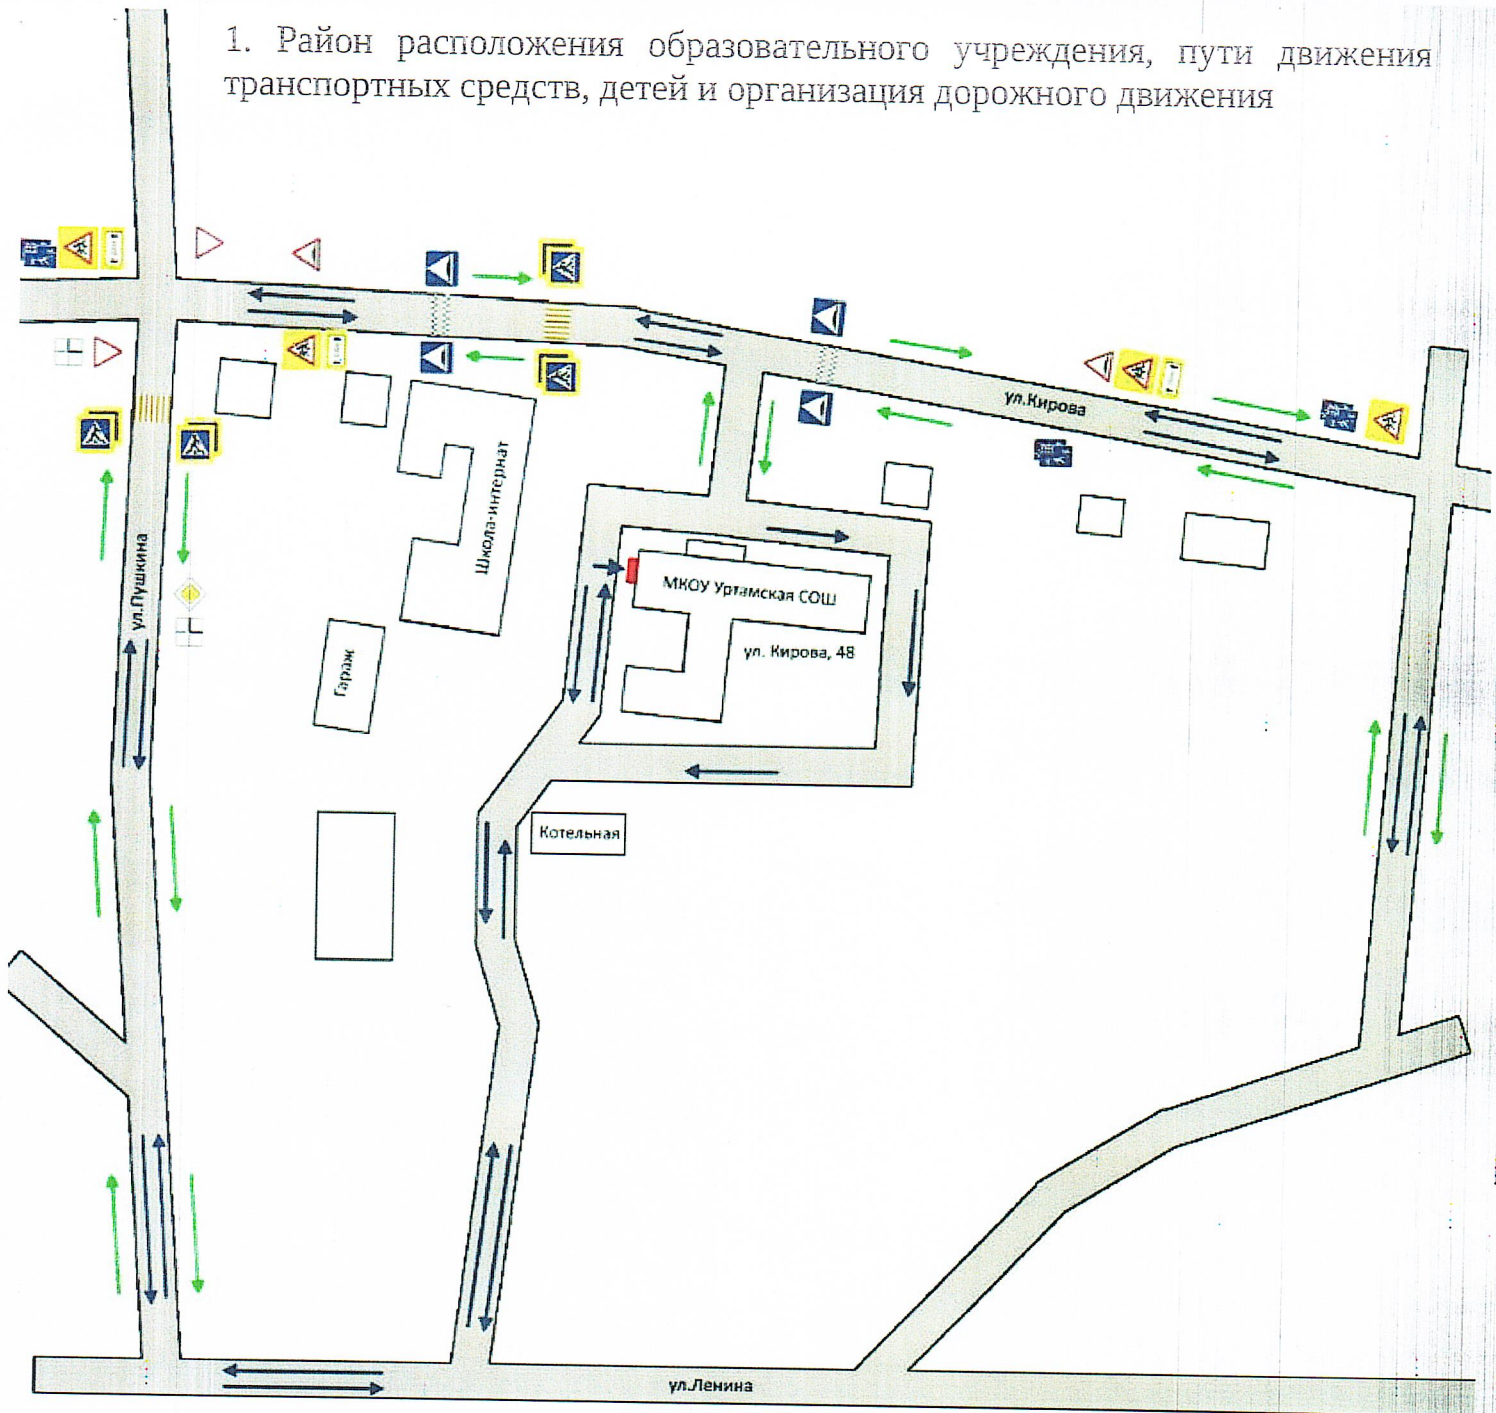 1. Район расположения образовательного учреждения, пути движения
транспортных средств, детей и организация дорожного движения
ул.Кирова
Школа-интернат
ул.Пушкина
МКОУ Уртамская СОШ
ул. Кирова, 48
Гараж
Котельная
ул.Ленина